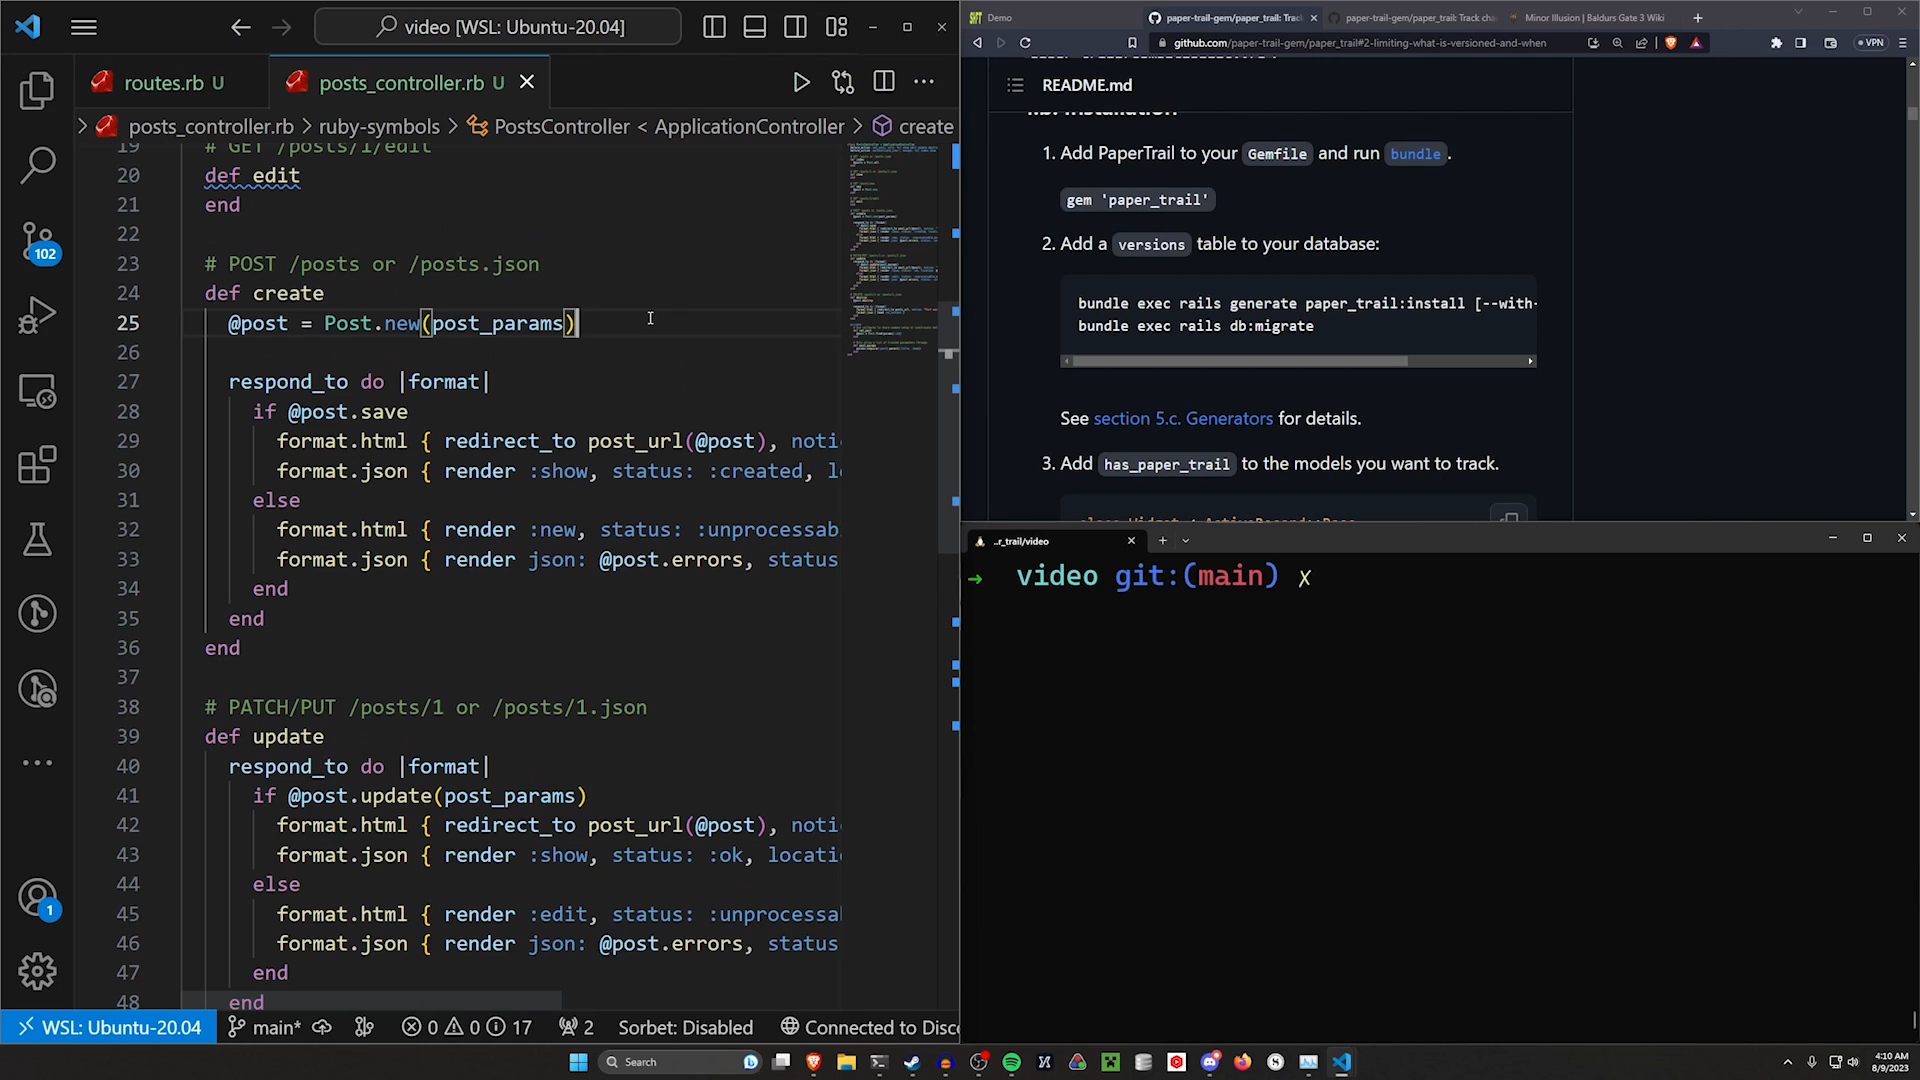 video [WSL: Ubuntu-20.04]
routes.rb U
posts_controller.rb U
posts_controller.rb > ruby-symbols > PostsController < ApplicationController > create
19 # GET /posts/1/edit
20 def edit
21 end
22
23 # POST /posts or /posts.json
24 def create
25 @post = Post.new(post_params)
26
27 respond_to do |format|
28 if @post.save
29 format.html { redirect_to post_url(@post), noti
30 format.json { render :show, status: :created, l
31 else
32 format.html { render :new, status: :unprocessab
33 format.json { render json: @post.errors, status
34 end
35 end
36 end
37
38 # PATCH/PUT /posts/1 or /posts/1.json
39 def update
40 respond_to do |format|
41 if @post.update(post_params)
42 format.html { redirect_to post_url(@post), noti
43 format.json { render :show, status: :ok, locati
44 else
45 format.html { render :edit, status: :unprocessa
46 format.json { render json: @post.errors, status
47 end
48 end
102
1
WSL: Ubuntu-20.04 main* 0 0 17 2 Sorbet: Disabled Connected to Disco
Demo
paper-trail-gem/paper_trail: Track
paper-trail-gem/paper_trail: Track cha
Minor Illusion | Baldurs Gate 3 Wiki
github.com/paper-trail-gem/paper_trail#2-limiting-what-is-versioned-and-when
VPN
README.md
1. Add PaperTrail to your Gemfile and run bundle.
gem 'paper_trail'
2. Add a versions table to your database:
bundle exec rails generate paper_trail:install [--with-
bundle exec rails db:migrate
See section 5.c. Generators for details.
3. Add has_paper_trail to the models you want to track.
class Widget < ActiveRecord::Base
..r_trail/video
→ video git:(main) ✗
Search
4:10 AM
8/9/2023